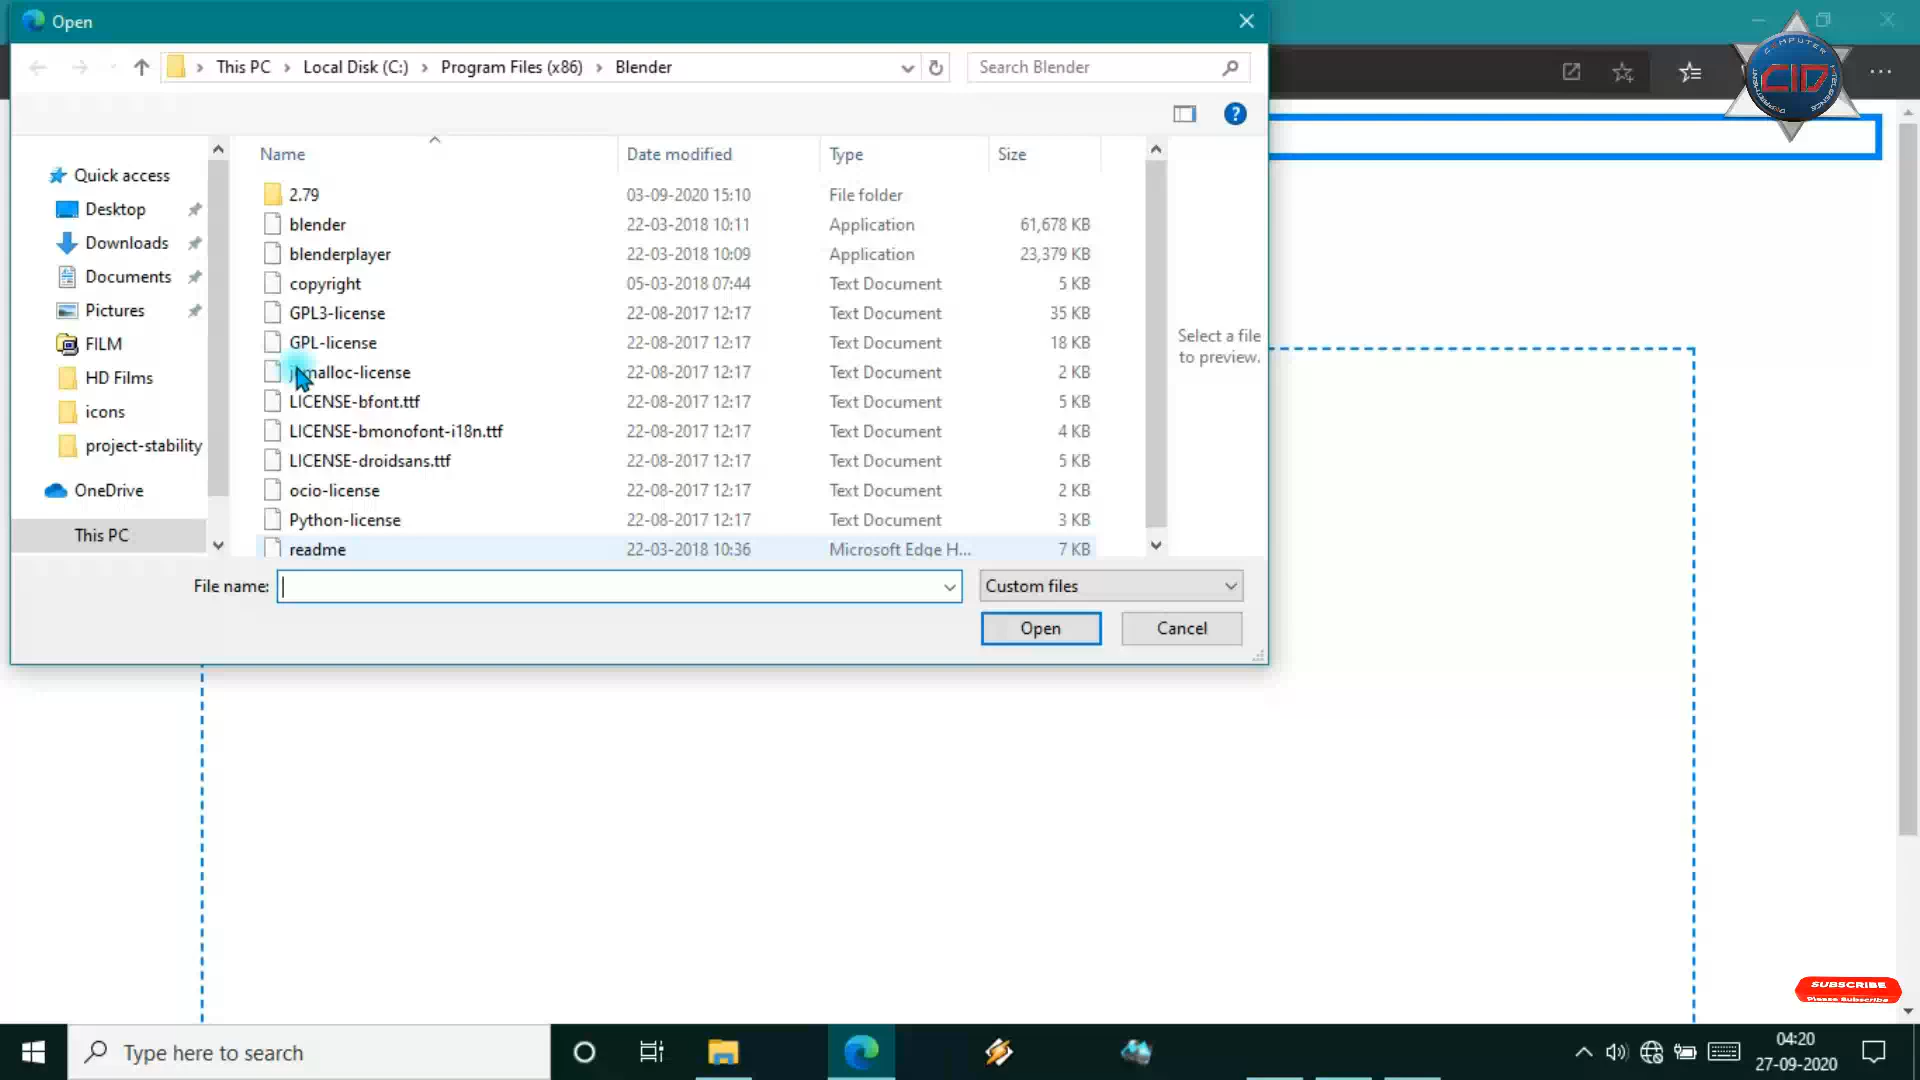 Open
This PC > Local Disk (C:) > Program Files (x86) > Blender
Search Blender
Name Date modified Type Size
Quick access
Desktop
Downloads
Documents
Pictures
FILM
HD Films
icons
project-stability
OneDrive
This PC
2.79 03-09-2020 15:10 File folder
blender 22-03-2018 10:11 Application 61,678 KB
blenderplayer 22-03-2018 10:09 Application 23,379 KB
copyright 05-03-2018 07:44 Text Document 5 KB
GPL3-license 22-08-2017 12:17 Text Document 35 KB
GPL-license 22-08-2017 12:17 Text Document 18 KB
jemalloc-license 22-08-2017 12:17 Text Document 2 KB
LICENSE-bfont.ttf 22-08-2017 12:17 Text Document 5 KB
LICENSE-bmonofont-i18n.ttf 22-08-2017 12:17 Text Document 4 KB
LICENSE-droidsans.ttf 22-08-2017 12:17 Text Document 5 KB
ocio-license 22-08-2017 12:17 Text Document 2 KB
Python-license 22-08-2017 12:17 Text Document 3 KB
readme 22-03-2018 10:36 Microsoft Edge H... 7 KB
Select a file
to preview.
File name:
Custom files
Open Cancel
COMPUTER
CID
SUBSCRIBE
Please Subscribe
Type here to search
04:20
27-09-2020